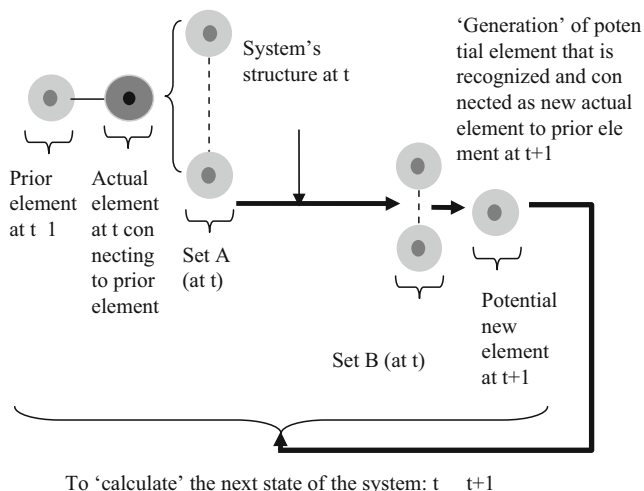 System's
structure at t
'Generation' of poten
tial element that is
recognized and con
nected as new actual
element to prior ele
ment at t+1
Prior
element
at t 1
Actual
element
at t con
necting
to prior
element
Set A
(at t)
Set B (at t)
Potential
new
element
at t+1
To 'calculate' the next state of the system: t t+1